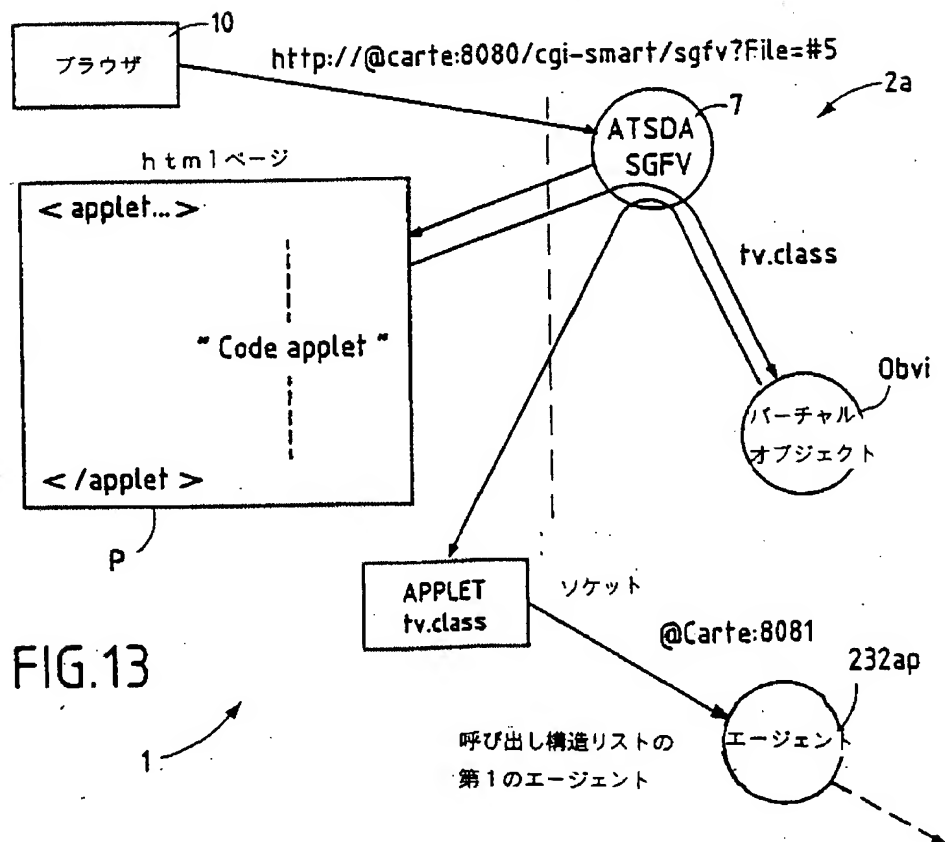 10
ブラウザ
http://@carte:8080/cgi-smart/sgfv?File=#5
7
2a
ATSDA
SGFV
htmlページ
< applet...>
tv.class
" Code applet "
Obvi
バーチャル
オブジェクト
< /applet >
P
APPLET
tv.class
ソケット
@Carte:8081
FIG.13
232ap
1
呼び出し構造リストの
第1のエージェント
エージェント